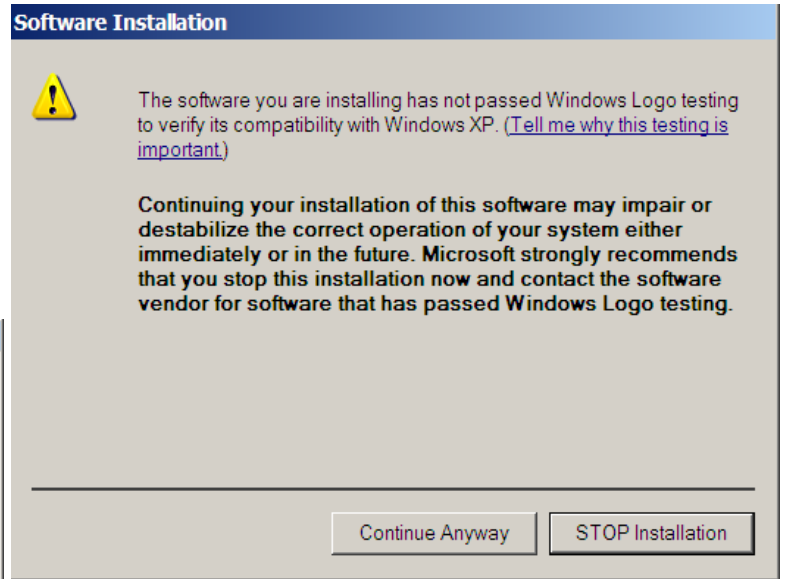 Software Installation
The software you are installing has not passed Windows Logo testing
to verify its compatibility with Windows XP. (Tell me why this testing is
important.)
Continuing your installation of this software may impair or
destabilize the correct operation of your system either
immediately or in the future. Microsoft strongly recommends
that you stop this installation now and contact the software
vendor for software that has passed Windows Logo testing.
Continue Anyway
STOP Installation